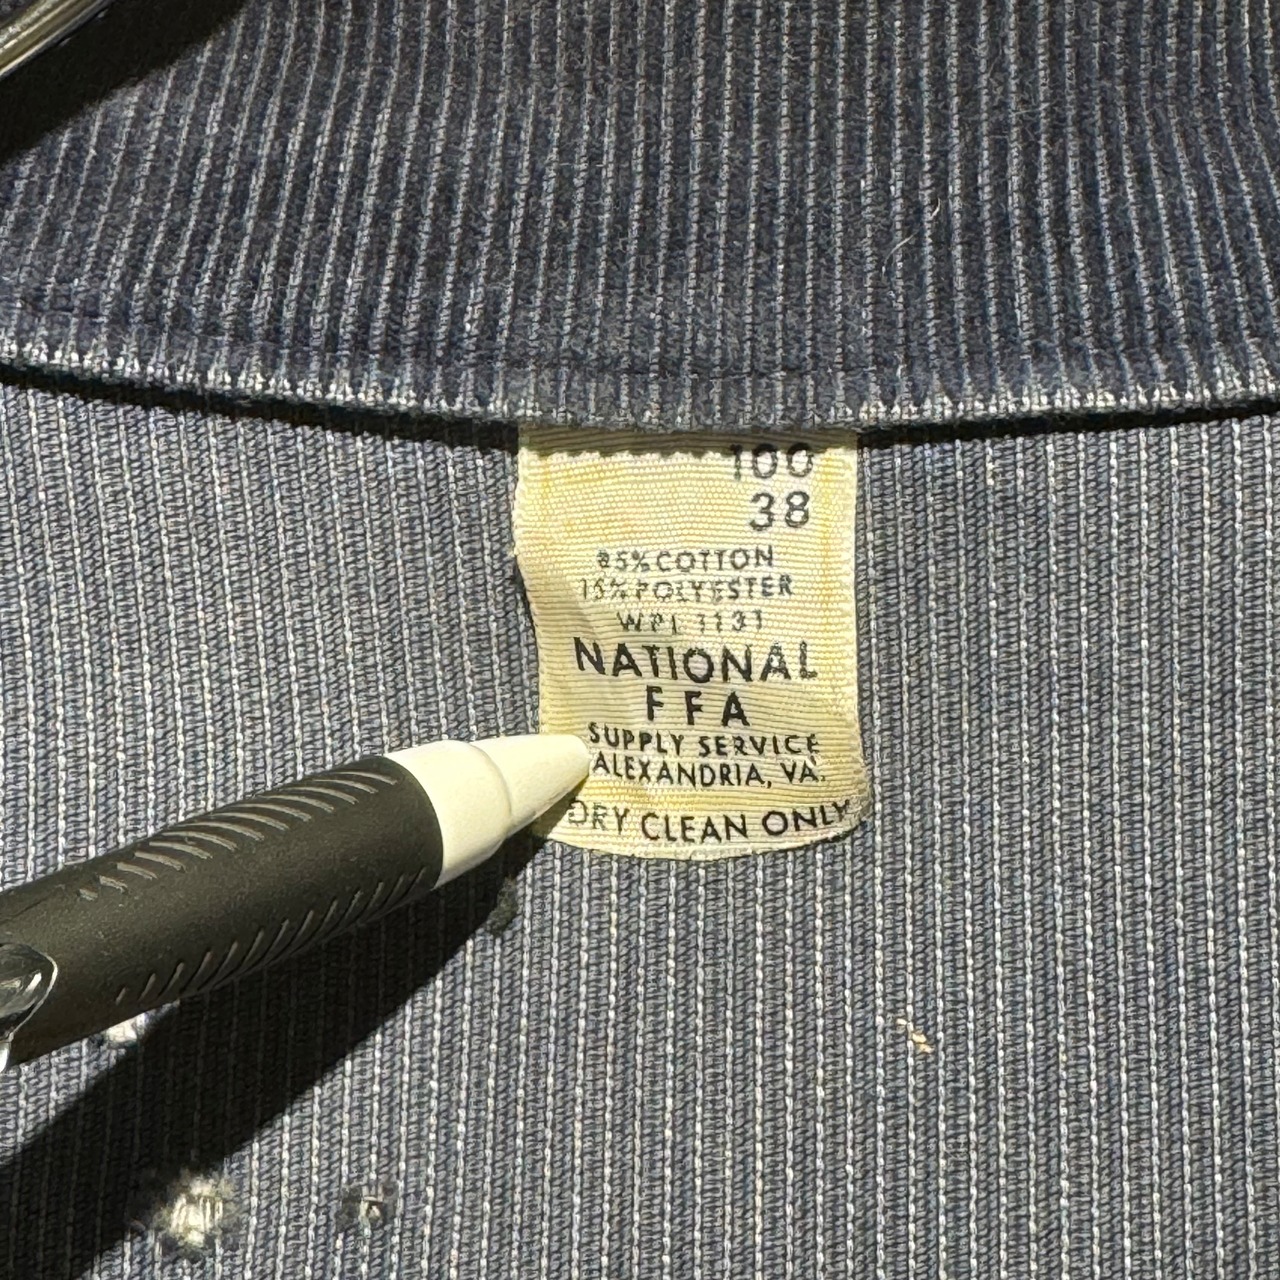 100
38
85% COTTON
15% POLYESTER
WPL 1131
NATIONAL
FFA
SUPPLY SERVICE
ALEXANDRIA, VA.
DRY CLEAN ONLY